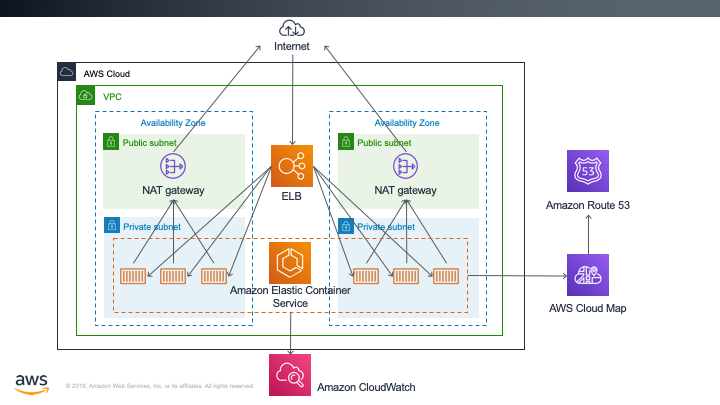 Internet
AWS Cloud
VPC
Availability Zone
Availability Zone
Public subnet
Public subnet
NAT gateway
ELB
NAT gateway
53
Amazon Route 53
Private subnet
Private subnet
Amazon Elastic Container
Service
AWS Cloud Map
Amazon CloudWatch
aws
© 2019, Amazon Web Services, Inc. or its affiliates. All rights reserved.